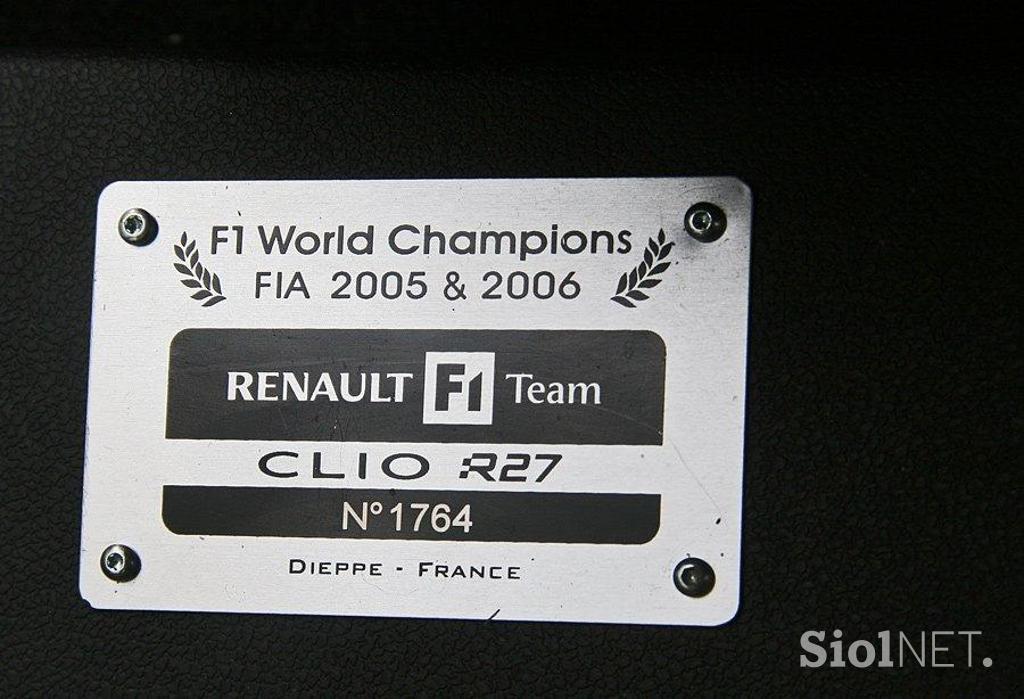 F1 World Champions
FIA 2005 & 2006
RENAULT F1 Team
CLIO R27
N°1764
DIEPPE - FRANCE
SiolNET.